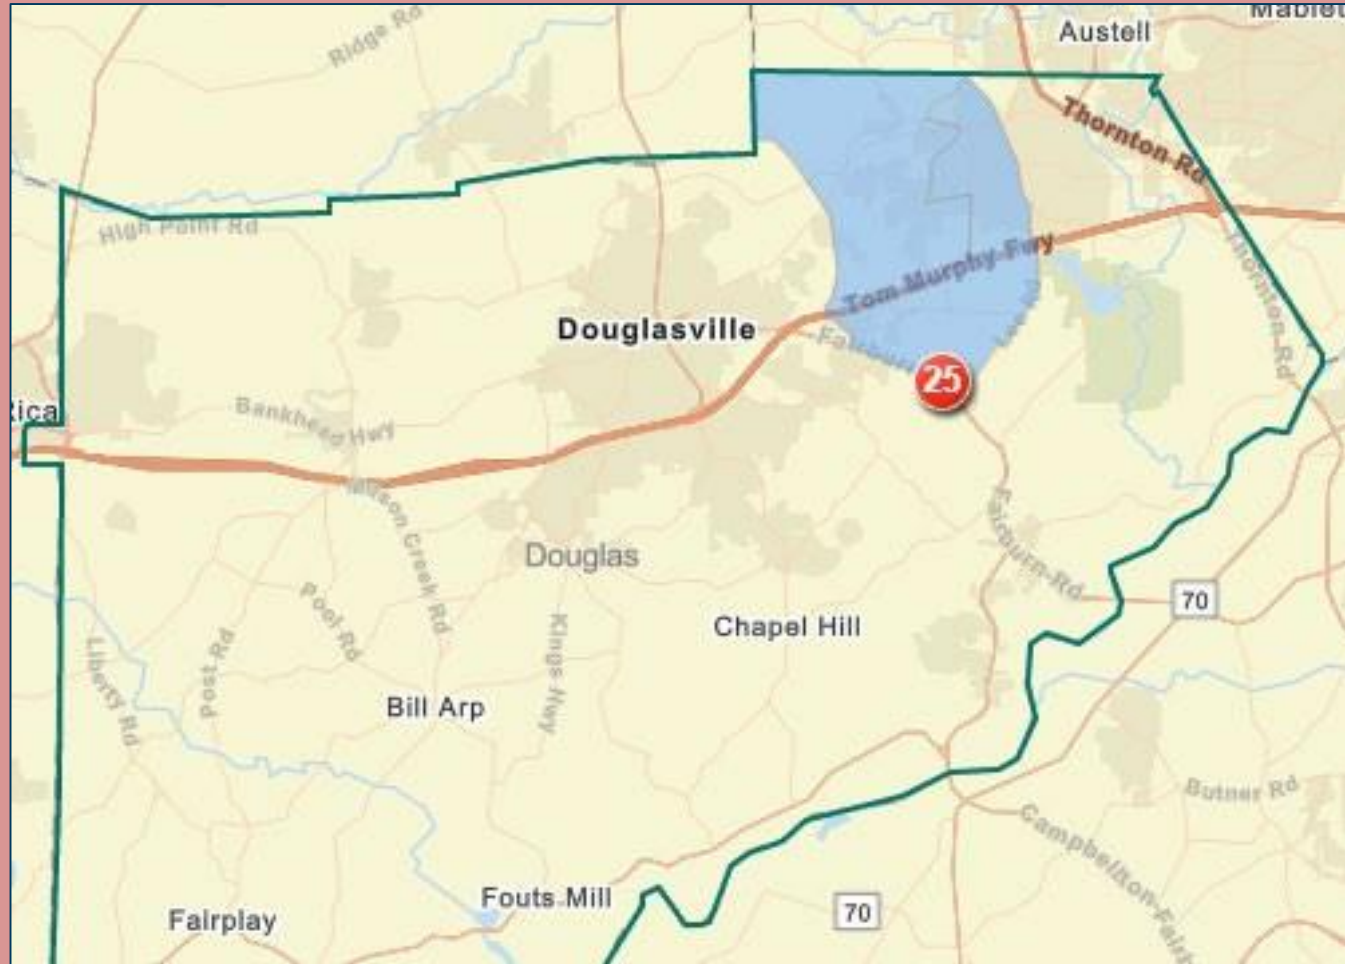 Mablet
Austell
Ridge Rd
Thornton Rd
High Point Rd
Tom Murphy Fwy
Thornton Rd
Douglasville
25
Rica
Bankhead Hwy
Creek Rd
Douglas
Fairburn Rd
70
Pool Rd
Kings Hwy
Chapel Hill
Liberty Rd
Post Rd
Bill Arp
Butner Rd
Fouts Mill
70
Fairplay